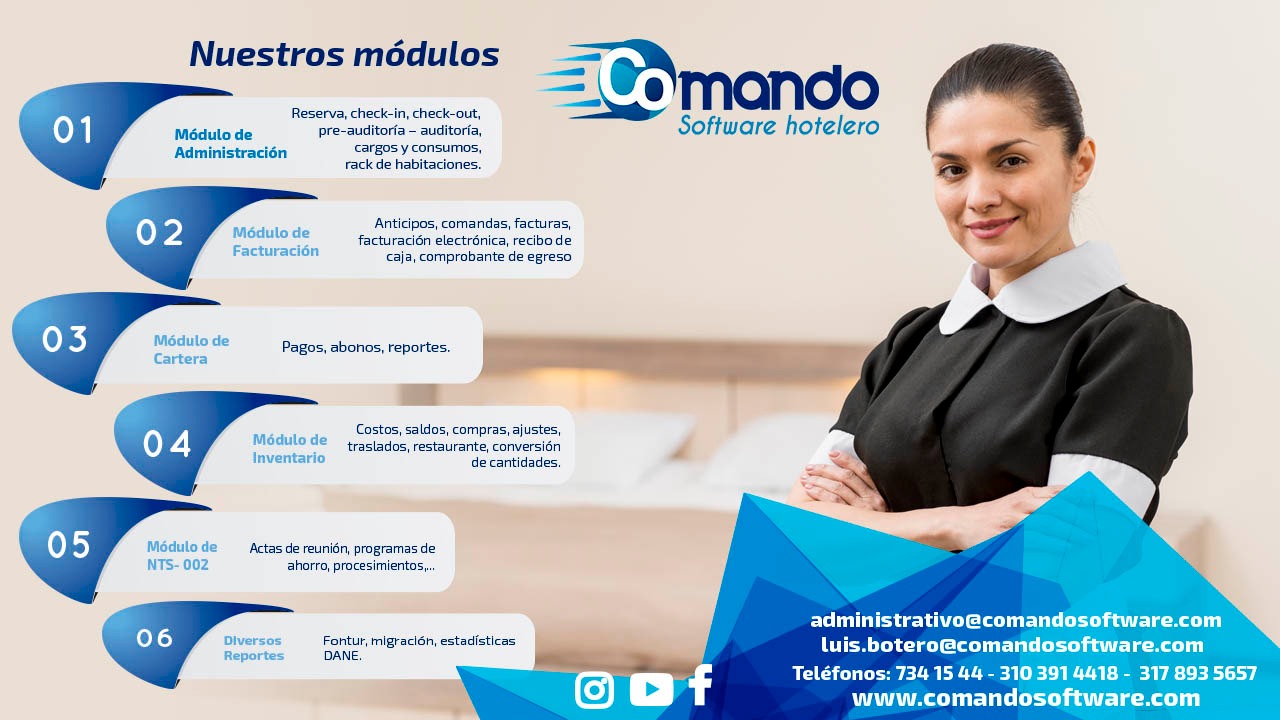 Nuestros módulos
Comando
Software hotelero
01
Módulo de
Administración
Reserva, check-in, check-out,
pre-auditoría – auditoría,
cargos y consumos,
rack de habitaciones.
02
Módulo de
Facturación
Anticipos, comandas, facturas,
facturación electrónica, recibo de
caja, comprobante de egreso
03
Módulo de
Cartera
Pagos, abonos, reportes.
04
Módulo de
Inventario
Costos, saldos, compras, ajustes,
traslados, restaurante, conversión
de cantidades.
05
Módulo de
NTS- 002
Actas de reunión, programas de
ahorro, procesimientos,...
06
Diversos
Reportes
Fontur, migración, estadísticas
DANE.
administrativo@comandosoftware.com
luis.botero@comandosoftware.com
Teléfonos: 734 15 44 - 310 391 4418 - 317 893 5657
www.comandosoftware.com